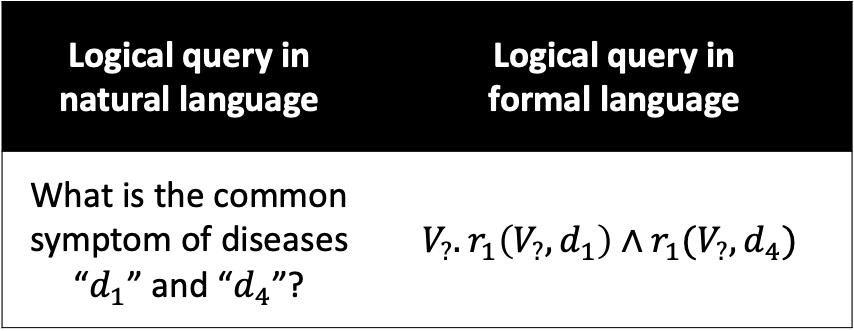 Logical query in
natural language
Logical query in
formal language
What is the common
symptom of diseases
“d₁” and “d₄”?
V?. r₁(V?, d₁) ∧ r₁(V?, d₄)